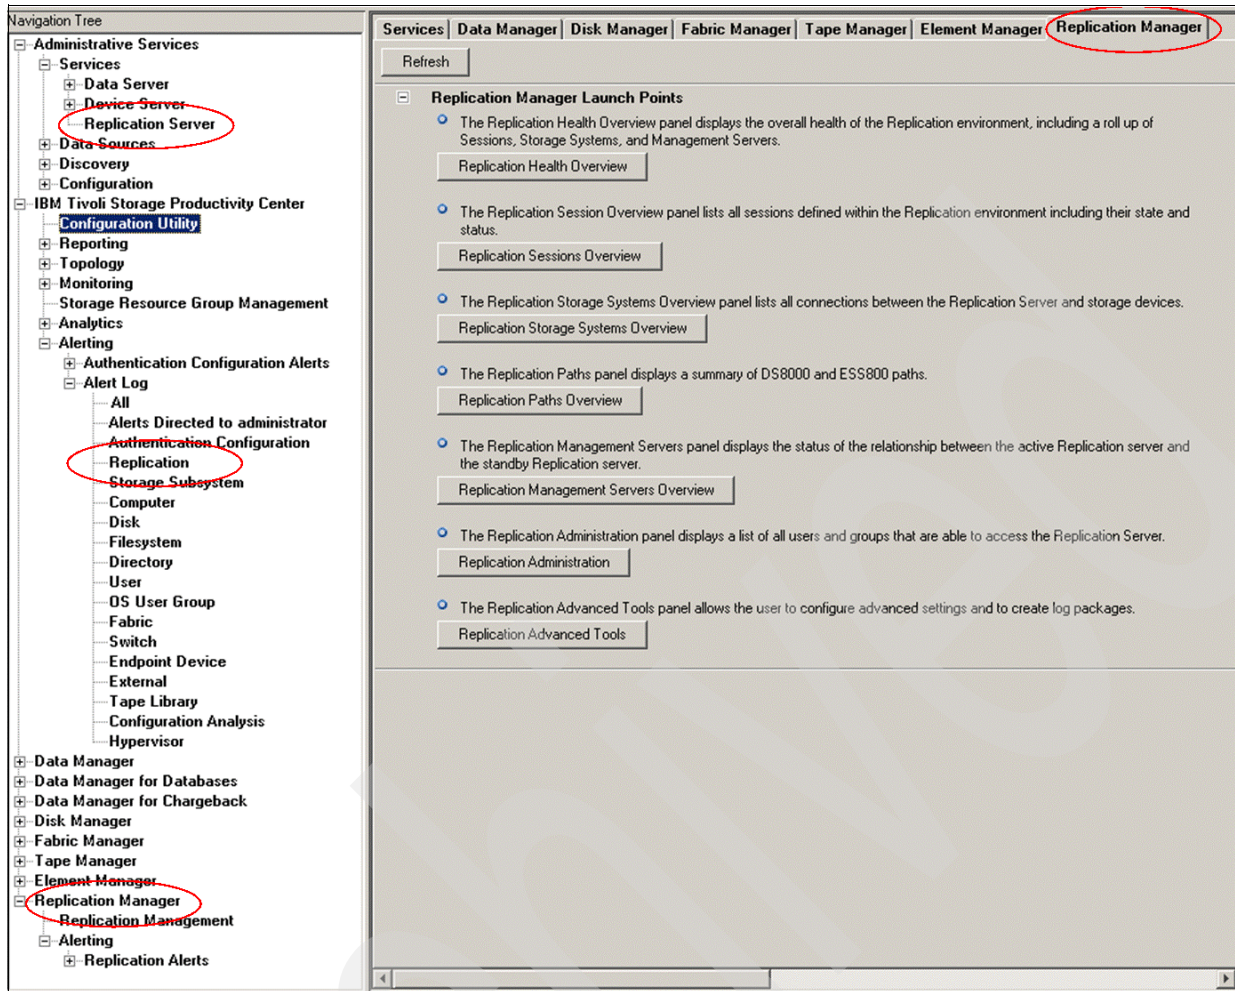 Navigation Tree
Administrative Services
Services
Data Server
Device Server
Replication Server
Data Sources
Discovery
Configuration
IBM Tivoli Storage Productivity Center
Configuration Utility
Reporting
Topology
Monitoring
Storage Resource Group Management
Analytics
Alerting
Authentication Configuration Alerts
Alert Log
All
Alerts Directed to administrator
Authentication Configuration
Replication
Storage Subsystem
Computer
Disk
Filesystem
Directory
User
OS User Group
Fabric
Switch
Endpoint Device
External
Tape Library
Configuration Analysis
Hypervisor
Data Manager
Data Manager for Databases
Data Manager for Chargeback
Disk Manager
Fabric Manager
Tape Manager
Element Manager
Replication Manager
Replication Management
Alerting
Replication Alerts
Services Data Manager Disk Manager Fabric Manager Tape Manager Element Manager Replication Manager
Refresh
Replication Manager Launch Points
The Replication Health Overview panel displays the overall health of the Replication environment, including a roll up of
Sessions, Storage Systems, and Management Servers.
Replication Health Overview
The Replication Session Overview panel lists all sessions defined within the Replication environment including their state and
status.
Replication Sessions Overview
The Replication Storage Systems Overview panel lists all connections between the Replication Server and storage devices.
Replication Storage Systems Overview
The Replication Paths panel displays a summary of DS8000 and ESS800 paths.
Replication Paths Overview
The Replication Management Servers panel displays the status of the relationship between the active Replication server and
the standby Replication server.
Replication Management Servers Overview
The Replication Administration panel displays a list of all users and groups that are able to access the Replication Server.
Replication Administration
The Replication Advanced Tools panel allows the user to configure advanced settings and to create log packages.
Replication Advanced Tools